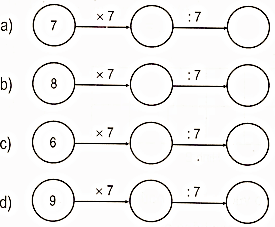 a) 7 × 7 : 7
b) 8 × 7 : 7
c) 6 × 7 : 7
d) 9 × 7 : 7